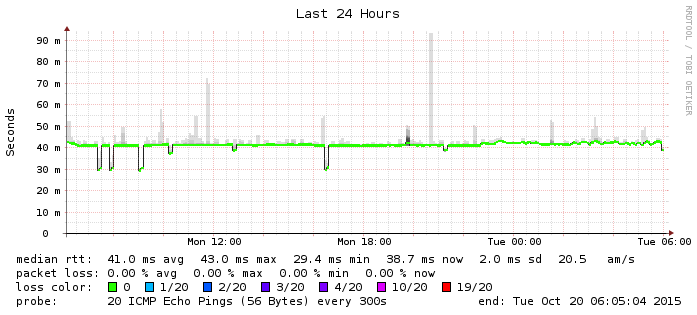 Last 24 Hours
RRDTOOL / TOBI OETIKER
Seconds
90 m
80 m
70 m
60 m
50 m
40 m
30 m
20 m
10 m
0
Mon 12:00 Mon 18:00 Tue 00:00 Tue 06:00
median rtt: 41.0 ms avg 43.0 ms max 29.4 ms min 38.7 ms now 2.0 ms sd 20.5 am/s
packet loss: 0.00 % avg 0.00 % max 0.00 % min 0.00 % now
loss color: 0 1/20 2/20 3/20 4/20 10/20 19/20
probe: 20 ICMP Echo Pings (56 Bytes) every 300s end: Tue Oct 20 06:05:04 2015